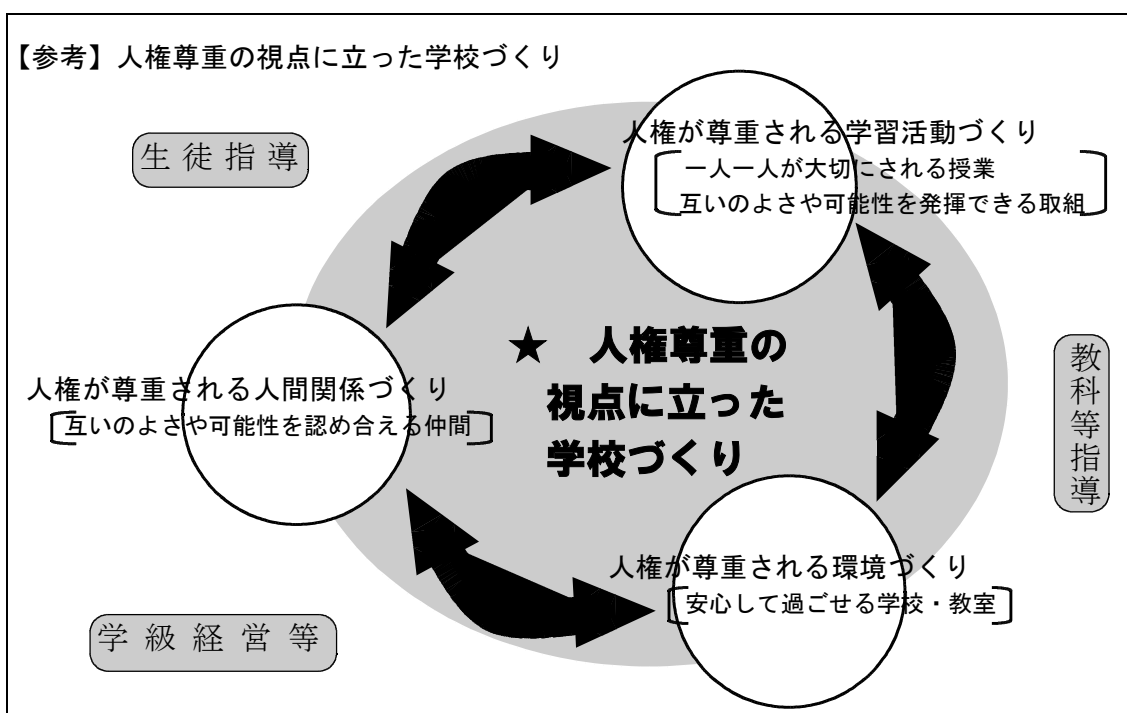 【参考】人権尊重の視点に立った学校づくり
生徒指導
人権が尊重される学習活動づくり
一人一人が大切にされる授業
互いのよさや可能性を発揮できる取組
★ 人権尊重の
視点に立った
学校づくり
教科等指導
人権が尊重される人間関係づくり
互いのよさや可能性を認め合える仲間
人権が尊重される環境づくり
安心して過ごせる学校・教室
学級経営等